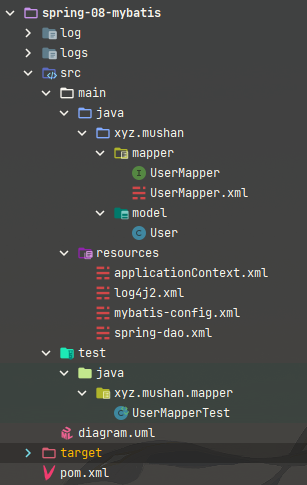 spring-08-mybatis
log
logs
src
main
java
xyz.mushan
mapper
UserMapper
UserMapper.xml
model
User
resources
applicationContext.xml
log4j2.xml
mybatis-config.xml
spring-dao.xml
test
java
xyz.mushan.mapper
UserMapperTest
diagram.uml
target
pom.xml